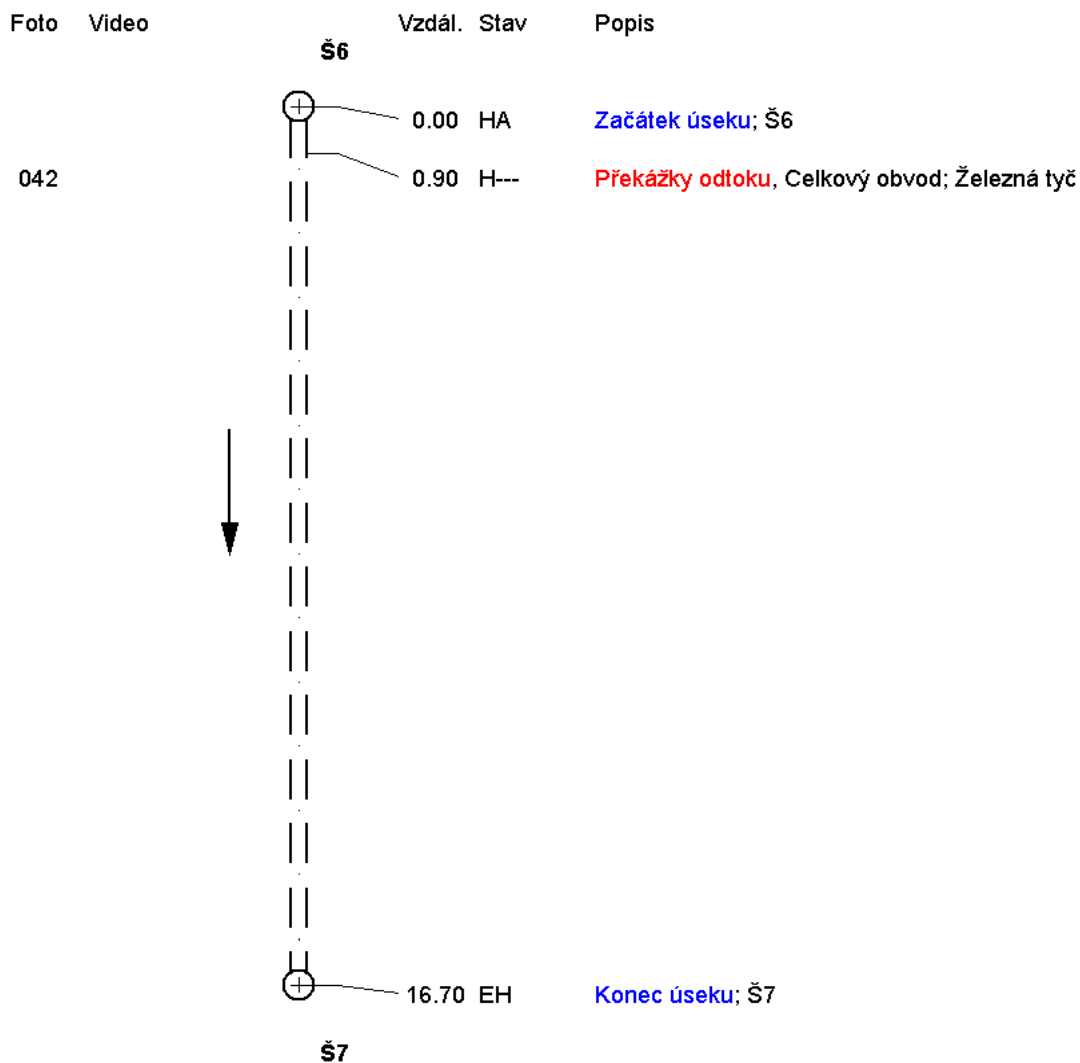 Foto Video Vzdál. Stav Popis
Š6
0.00 HA Začátek úseku; Š6
042 0.90 H--- Překážky odtoku, Celkový obvod; Železná tyč
16.70 EH Konec úseku; Š7
Š7